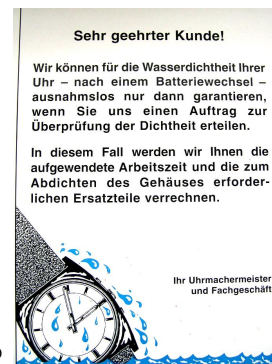 Sehr geehrter Kunde!
Wir können für die Wasserdichtheit Ihrer
Uhr – nach einem Batteriewechsel –
ausnahmslos nur dann garantieren,
wenn Sie uns einen Auftrag zur
Überprüfung der Dichtheit erteilen.
In diesem Fall werden wir Ihnen die
aufgewendete Arbeitszeit und die zum
Abdichten des Gehäuses erforder-
lichen Ersatzteile verrechnen.
Ihr Uhrmachermeister
und Fachgeschäft